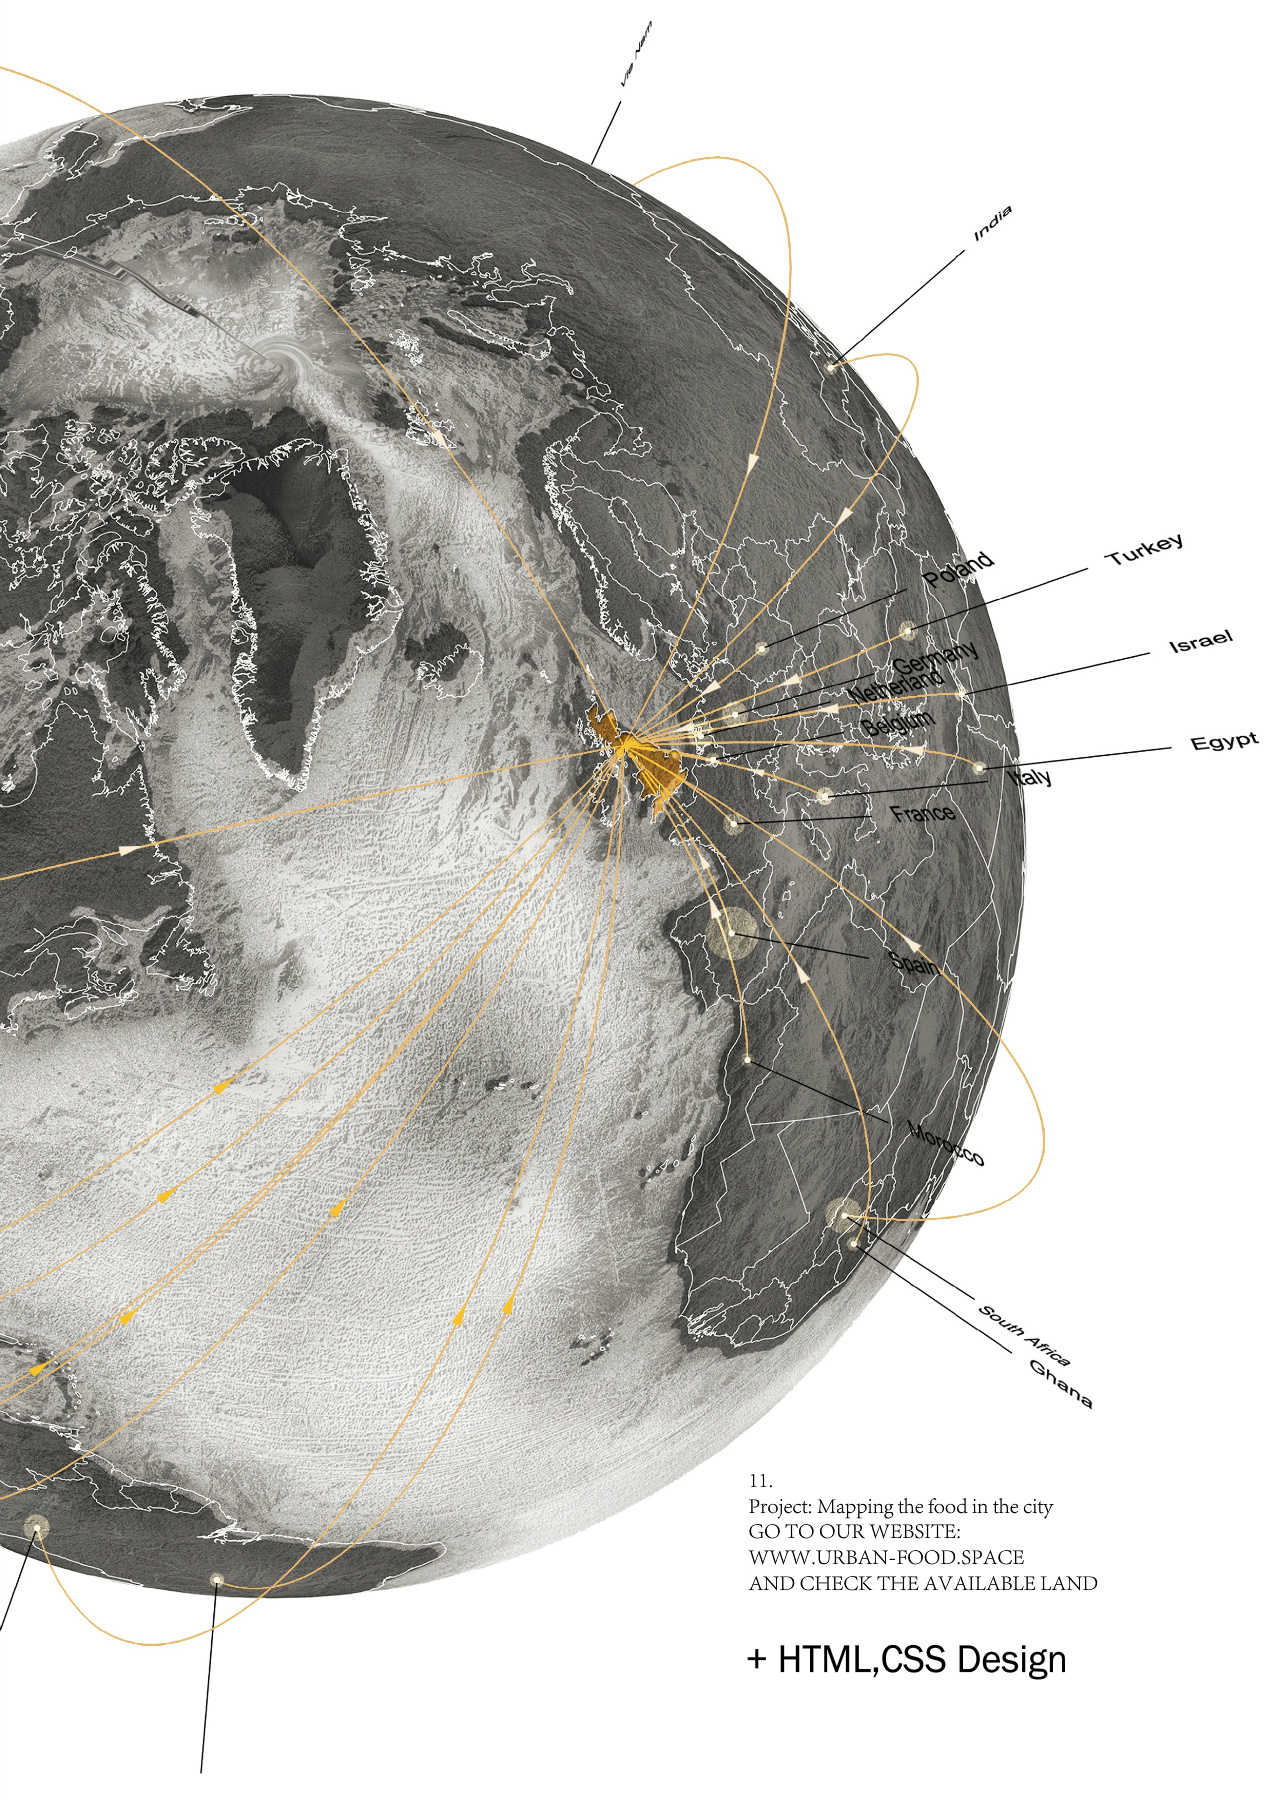 Vie Nam
India
Turkey
Poland
Israel
Germany
Netherland
Belgium
Egypt
Italy
France
Spain
Morocco
South Africa
Ghana
11.
Project: Mapping the food in the city
GO TO OUR WEBSITE:
WWW.URBAN-FOOD.SPACE
AND CHECK THE AVAILABLE LAND
+ HTML,CSS Design